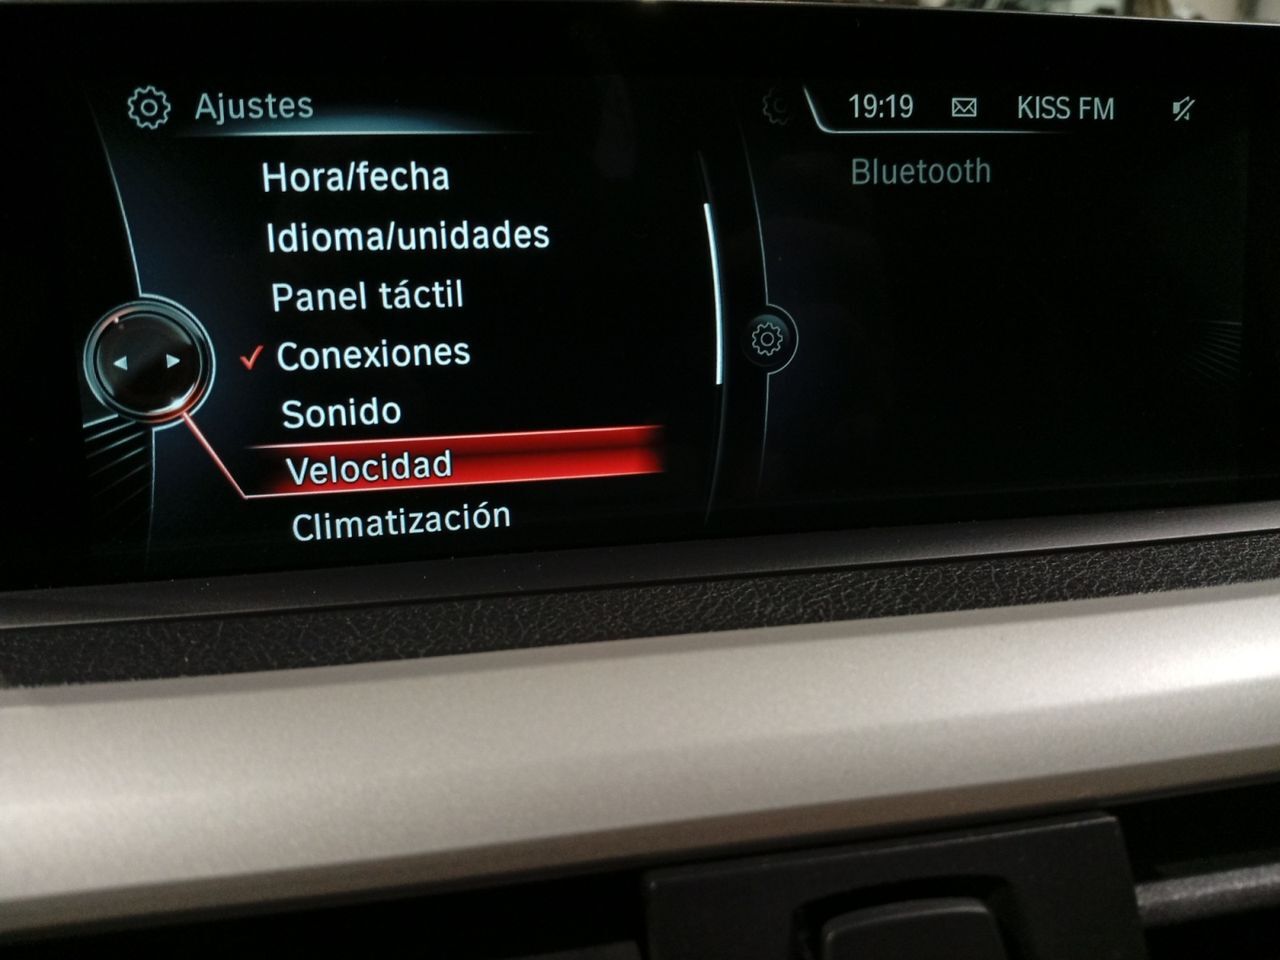 Ajustes
Hora/fecha
Idioma/unidades
Panel táctil
Conexiones
Sonido
Velocidad
Climatización
19:19 KISS FM
Bluetooth